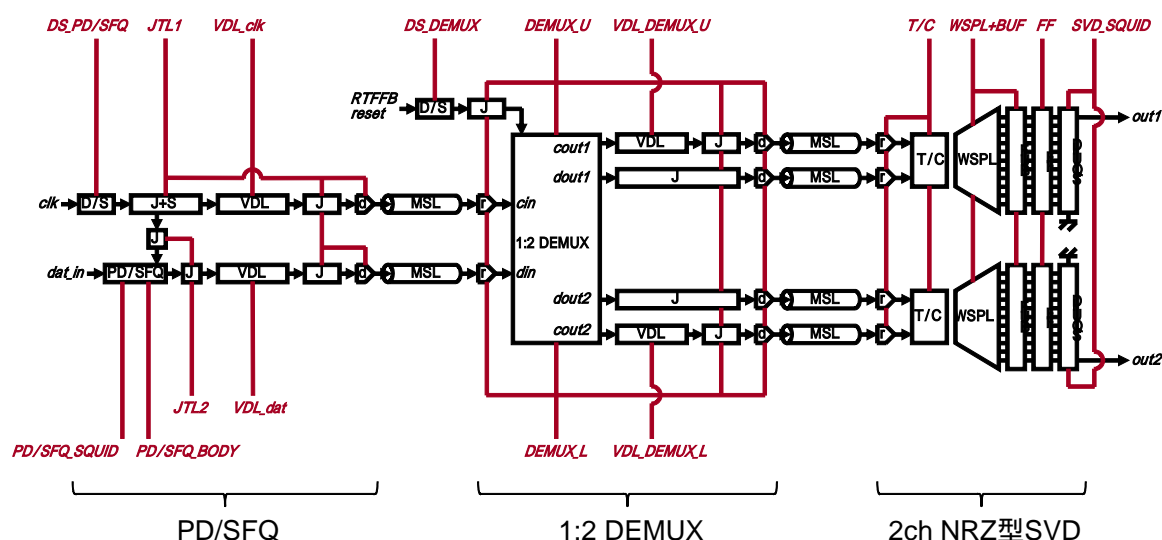 DS_PD/SFQ JTL1 VDL_clk DS_DEMUX DEMUX_U VDL_DEMUX_U T/C WSPL+BUF FF SVD_SQUID
RTFFB
reset
D/S J
out1
cout1 VDL J d MSL r
T/C WSPL
dout1 J d MSL r
clk D/S J+S VDL J d MSL r cin
J
1:2 DEMUX
dat_in PD/SFQ J VDL J d MSL r din
dout2 J d MSL r
T/C WSPL
cout2 VDL J d MSL r
out2
JTL2 VDL_dat
PD/SFQ_SQUID PD/SFQ_BODY DEMUX_L VDL_DEMUX_L
PD/SFQ 1:2 DEMUX 2ch NRZ型SVD